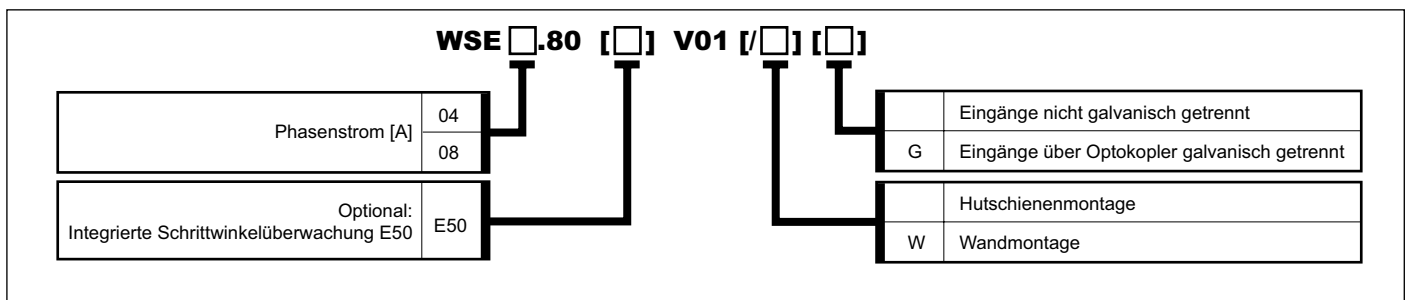 WSE □.80 [□] V01 [/□] [□]
Phasenstrom [A]
04
08
Optional:
Integrierte Schrittwinkelüberwachung E50
E50
Eingänge nicht galvanisch getrennt
G Eingänge über Optokopler galvanisch getrennt
Hutschienenmontage
W Wandmontage